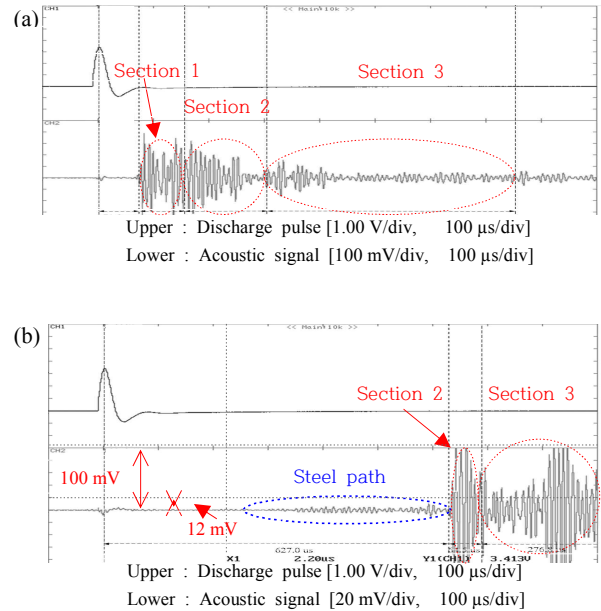 (a)
<< Main:10k >>
CH1
Section 1
Section 2
Section 3
CH2
Upper : Discharge pulse [1.00 V/div, 100 µs/div]
Lower : Acoustic signal [100 mV/div, 100 µs/div]
(b)
<< Main:10k >>
CH1
Section 2
Section 3
CH2
100 mV
Steel path
12 mV
627.0 us
X1 2.20us
Y1(CH1) 3.413V
Upper : Discharge pulse [1.00 V/div, 100 µs/div]
Lower : Acoustic signal [20 mV/div, 100 µs/div]